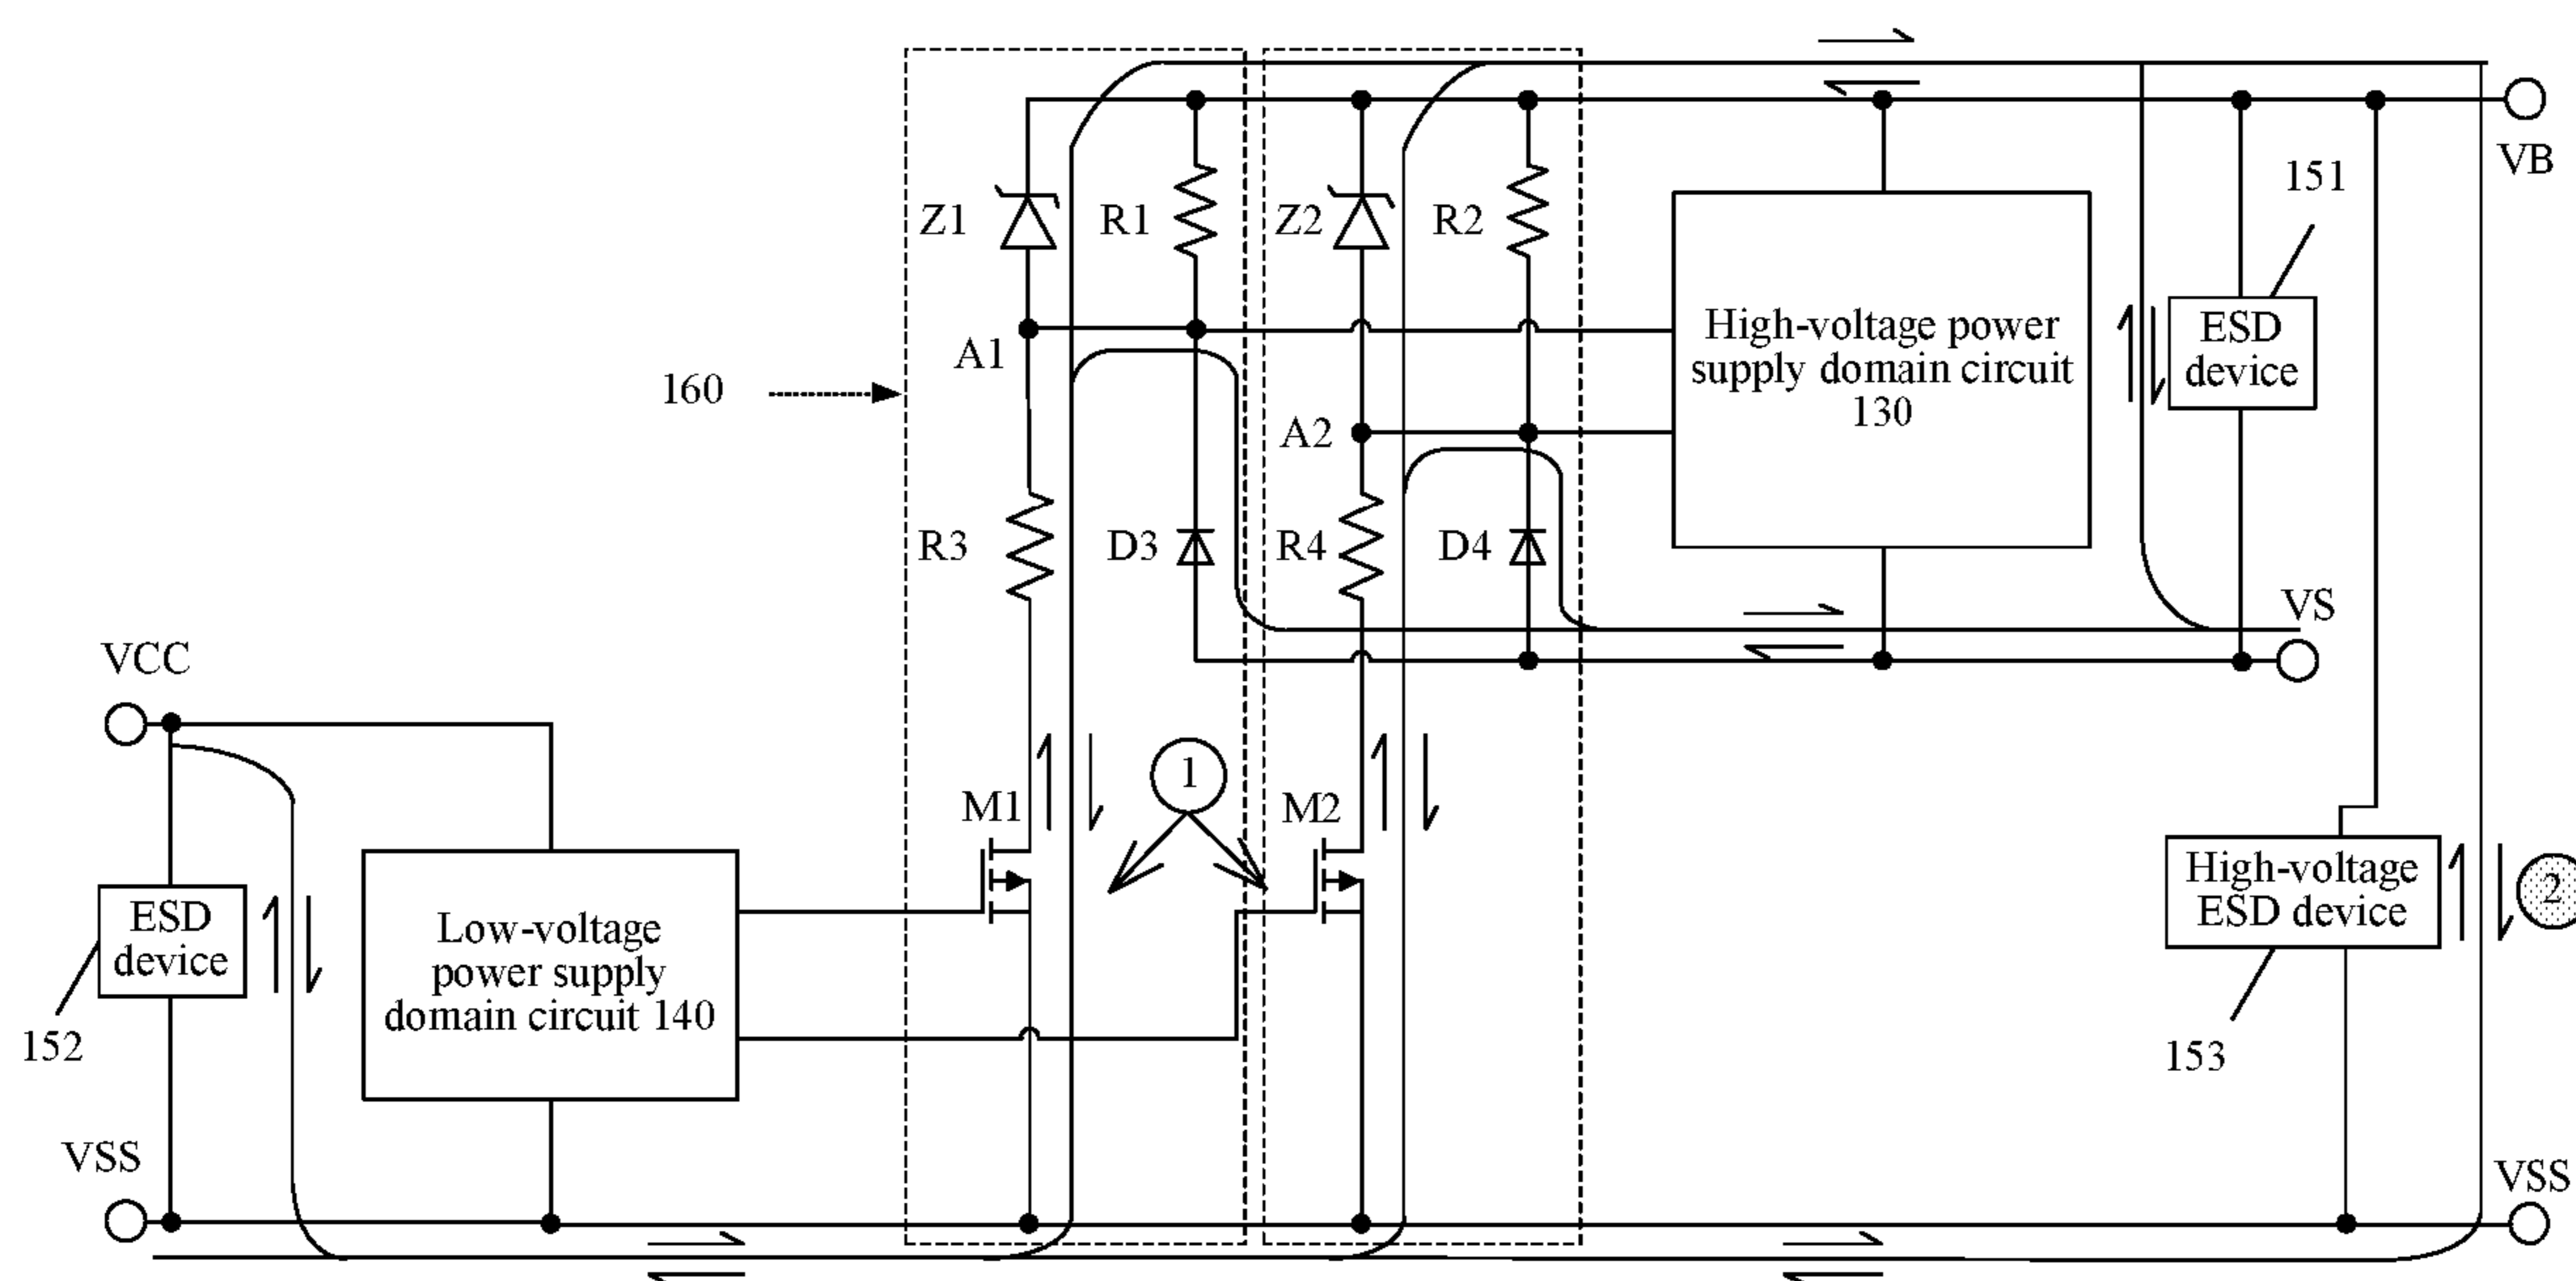 VB
151
Z1
R1
Z2
R2
High-voltage power
supply domain circuit
130
ESD
device
A1
160
A2
R3
D3
R4
D4
VS
VCC
1
M1
M2
High-voltage
ESD device
2
ESD
device
Low-voltage
power supply
domain circuit 140
152
153
VSS
VSS